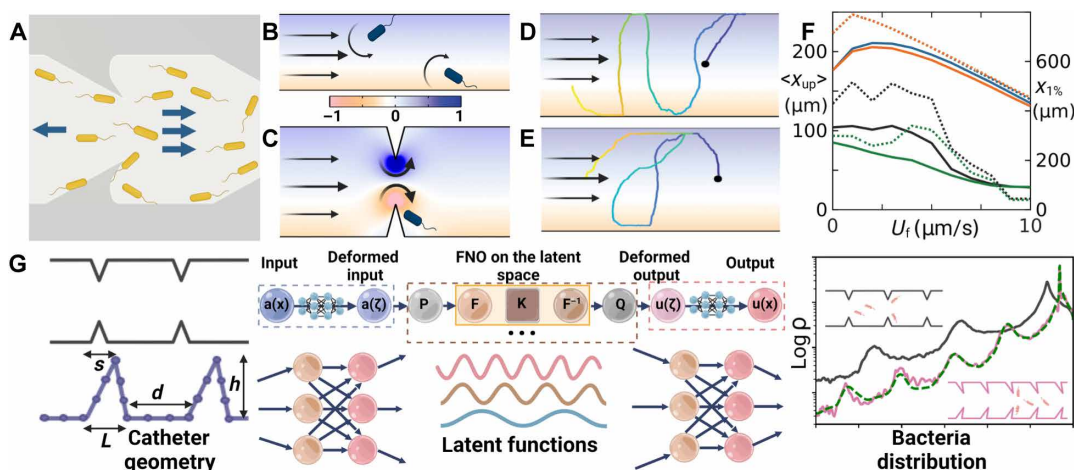 A
B
−1 0 1
C
D
E
F
200
<x_up>
(μm)
100
0
600
x_1%
(μm)
200
0
0 U_f (μm/s) 10
G
s
d
h
L
Catheter
geometry
Input
Deformed
input
FNO on the latent
space
Deformed
output
Output
a(x)
a(ζ)
P
F
K
F⁻¹
Q
u(ζ)
u(x)
•••
Latent functions
Log ρ
Bacteria
distribution